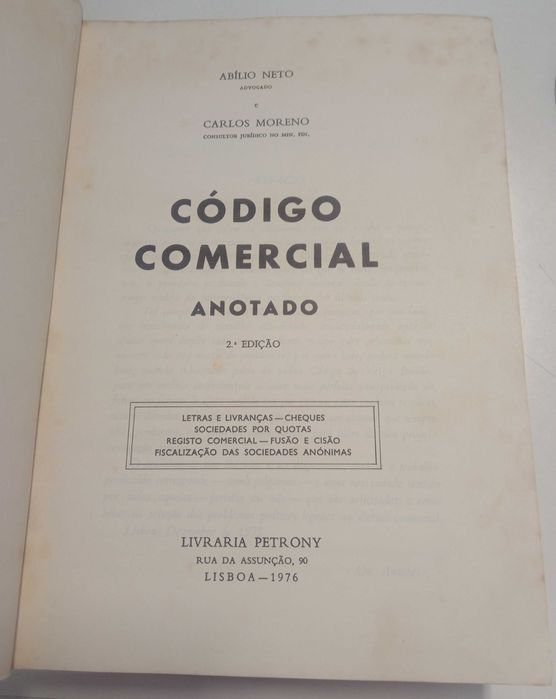 ABÍLIO NETO
ADVOGADO
e
CARLOS MORENO
CONSULTOR JURÍDICO NO MIN. FIN.
CÓDIGO
COMERCIAL
ANOTADO
2.ª EDIÇÃO
LETRAS E LIVRANÇAS — CHEQUES
SOCIEDADES POR QUOTAS
REGISTO COMERCIAL — FUSÃO E CISÃO
FISCALIZAÇÃO DAS SOCIEDADES ANÓNIMAS
LIVRARIA PETRONY
RUA DA ASSUNÇÃO, 90
LISBOA — 1976